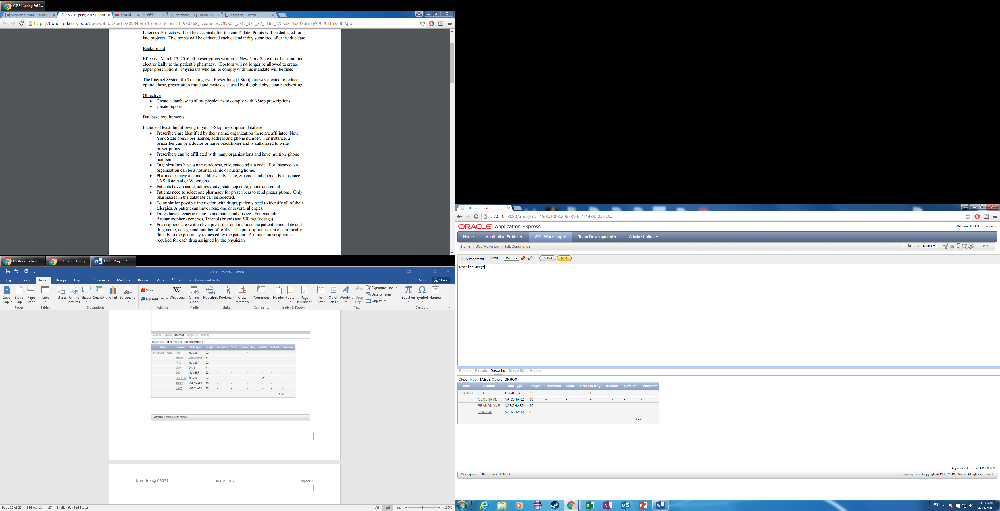 CS331 Spring 2016...
Sugoideas.com - Taiwan
CS331 Spring 2016 P2.pdf
林俊傑 JJ Lin - 黑暗騎
database - SQL: multi val
Kayotica - Twitch
https://bbhosted.cuny.edu/bbcswebdav/pid-23894453-dt-content-rid-115930468_1/courses/QNS01_CSCI_331_32_1162_1/CS331%20Spring%202016%20P2.pdf
Lateness: Projects will not be accepted after the cutoff date. Points will be deducted for
late projects. Five points will be deducted each calendar day submitted after the due date.
Background
Effective March 27, 2016 all prescriptions written in New York State must be submitted
electronically to the patient's pharmacy. Doctors will no longer be allowed to create
paper prescriptions. Physicians who fail to comply with this mandate will be fined.
The Internet System for Tracking over Prescribing (I-Stop) law was created to reduce
opioid abuse, prescription fraud and mistakes caused by illegible physician handwriting.
Objective
• Create a database to allow physicians to comply with I-Stop prescriptions
• Create reports
Database requirements
Include at least the following in your I-Stop prescription database:
• Prescribers are identified by their name, organization there are affiliated, New
York State prescriber license, address and phone number. For instance, a
prescriber can be a doctor or nurse practitioner and is authorized to write
prescriptions.
• Prescribers can be affiliated with many organizations and have multiple phone
numbers.
• Organizations have a name, address, city, state and zip code. For instance, an
organization can be a hospital, clinic or nursing home.
• Pharmacies have a name, address, city, state, zip code and phone. For instance,
CVS, Rite Aid or Walgreens.
• Patients have a name, address, city, state, zip code, phone and email.
• Patients need to select one pharmacy for prescribers to send prescriptions. Only
pharmacies in the database can be selected.
• To minimize possible interaction with drugs, patients need to identify all of their
allergies. A patient can have none, one or several allergies.
• Drugs have a generic name, brand name and dosage. For example,
Acetaminophen (generic), Tylenol (brand) and 500 mg (dosage).
• Prescriptions are written by a prescriber and includes the patient name, date and
drug name, dosage and number of refills. The prescription is sent electronically
directly to the pharmacy requested by the patient. A unique prescription is
required for each drug assigned by the physician.
US Address Gener...
SQL basics: Query...
CS331 Project 2 -...
CS331 Project 2 - Word
File Home Insert Design Layout References Mailings Review View Tell me what you want to do... Sign in Share
Cover Page Blank Page Page Break Table Pictures Online Pictures Shapes SmartArt Chart Screenshot Store My Add-ins Wikipedia Online Video Hyperlink Bookmark Cross-reference Comment Header Footer Page Number Text Box Quick Parts WordArt Drop Cap Signature Line Date & Time Object Equation Symbol Number
Pages Tables Illustrations Add-ins Media Links Comments Header & Footer Text Symbols
Results Explain Describe Saved SQL History
Object Type TABLE Object PRESCRIPTIONS
Table Column Data Type Length Precision Scale Primary Key Nullable Default Comment
PRESCRIPTIONS PID NUMBER 22 - - 1 - - -
NYSPL VARCHAR2 6 - - - - - -
PTID NUMBER 22 - - - - - -
DOP DATE 7 - - - - - -
DID NUMBER 22 - - - - - -
REFILLS NUMBER 22 - - - ✓ - -
FIRST VARCHAR2 20 - - - - - -
LAST VARCHAR2 20 - - - - - -
1 - 8
Workspace: KUNDB User: KUNDB
Kun Huang CS331 4/13/2016 Project 2
Page 20 of 20 866 words English (United States) 100%
SQL Commands
127.0.0.1:8080/apex/f?p=4500:1003:2967399221448350::NO:::
ORACLE Application Express
Welcome KUNDB ( Logout )
Home Application Builder SQL Workshop Team Development Administration
Home SQL Workshop SQL Commands
Schema KUNDB Help
Autocommit Rows 100 Save Run
describe drugs
Results Explain Describe Saved SQL History
Object Type TABLE Object DRUGS
Table Column Data Type Length Precision Scale Primary Key Nullable Default Comment
DRUGS DID NUMBER 22 - - 1 - - -
GENENAME VARCHAR2 30 - - - - - -
BRANDNAME VARCHAR2 25 - - - - - -
DOSAGE VARCHAR2 8 - - - - - -
1 - 4
Application Express 4.0.2.00.09
Workspace: KUNDB User: KUNDB
Language: en | Copyright © 1999, 2010, Oracle. All rights reserved.
EN
11:18 PM
4/13/2016